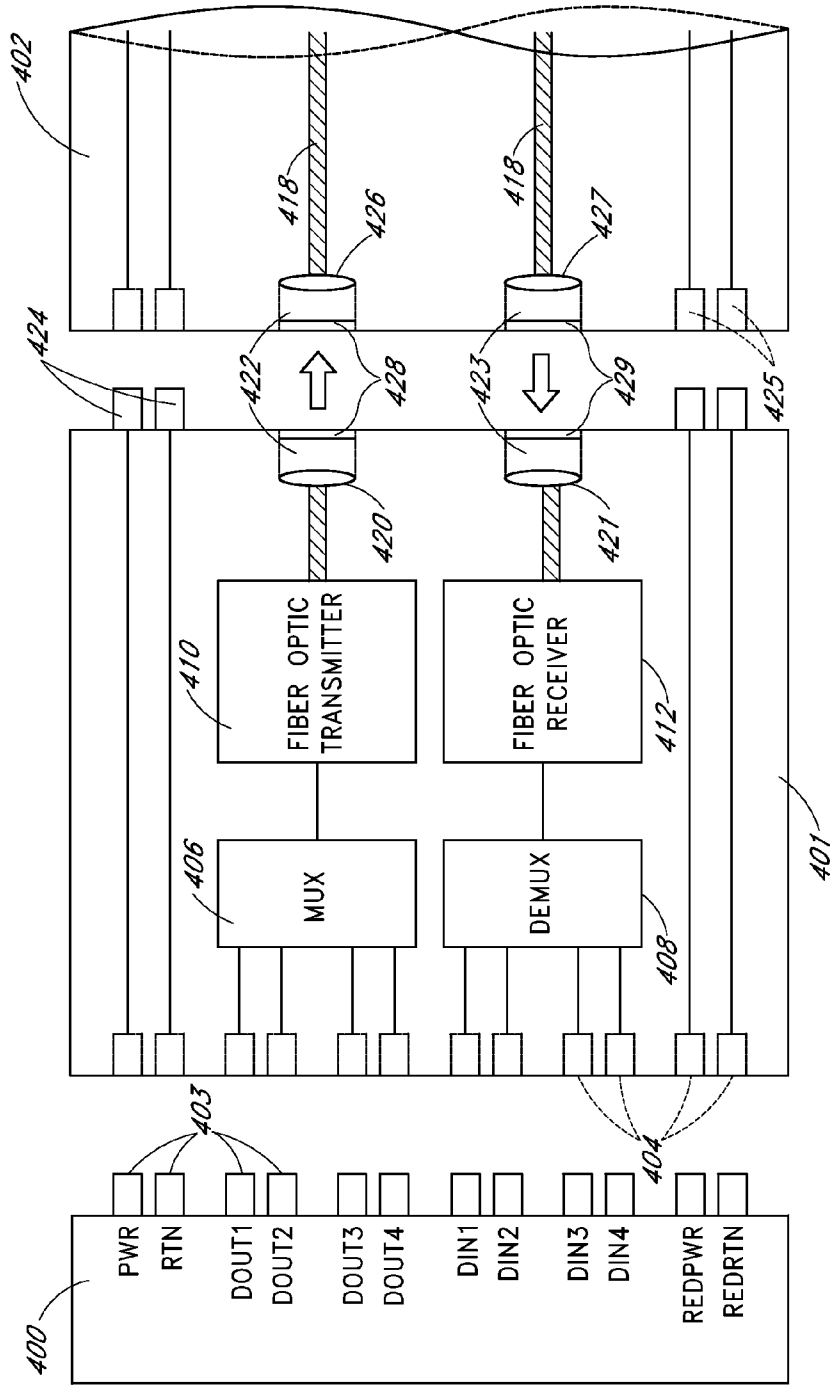 402
424
418
418
426
427
422
428
423
429
425
420
421
410
FIBER OPTIC
TRANSMITTER
FIBER OPTIC
RECEIVER
412
406
MUX
DEMUX
408
401
403
404
400
PWR
RTN
DOUT1
DOUT2
DOUT3
DOUT4
DIN1
DIN2
DIN3
DIN4
REDPWR
REDRTN